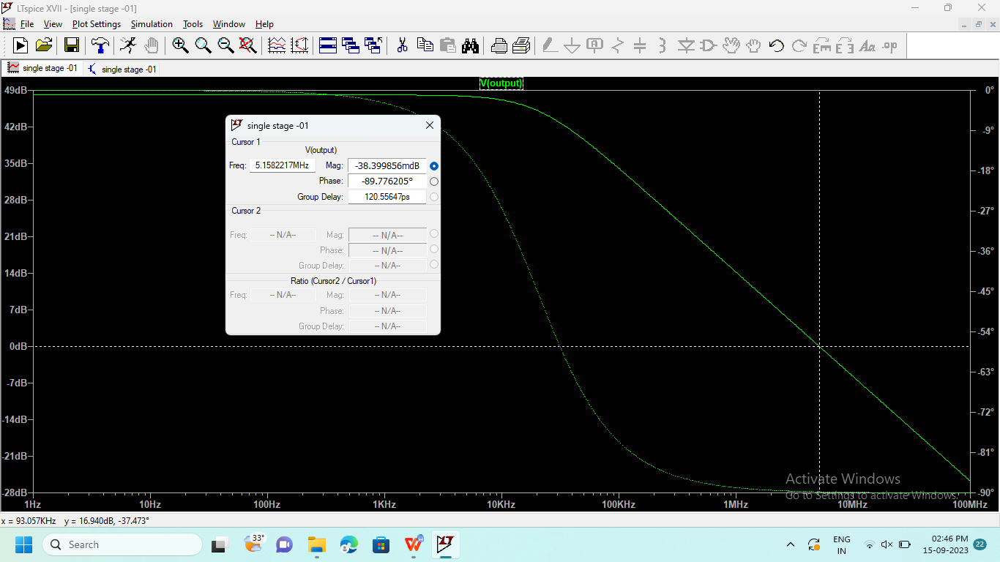 LTspice XVII - [single stage -01]
File View Plot Settings Simulation Tools Window Help
single stage -01 single stage -01
V(output)
49dB 0°
42dB -9°
35dB -18°
28dB -27°
21dB -36°
14dB -45°
7dB -54°
0dB -63°
-7dB -72°
-14dB -81°
-21dB -90°
-28dB
1Hz 10Hz 100Hz 1KHz 10KHz 100KHz 1MHz 10MHz 100MHz
single stage -01
Cursor 1
V(output)
Freq: 5.1582217MHz Mag: -38.399856mdB
Phase: -89.776205°
Group Delay: 120.55647ps
Cursor 2
Freq: -- N/A-- Mag: -- N/A--
Phase: -- N/A--
Group Delay: -- N/A--
Ratio (Cursor2 / Cursor1)
Freq: -- N/A-- Mag: -- N/A--
Phase: -- N/A--
Group Delay: -- N/A--
Activate Windows
Go to Settings to activate Windows.
x = 93.057KHz y = 16.940dB, -37.473°
33°
Search
ENG
IN
02:46 PM
15-09-2023
22